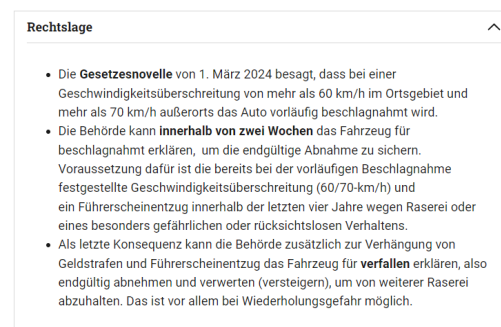 Rechtslage
Die Gesetzesnovelle von 1. März 2024 besagt, dass bei einer
Geschwindigkeitsüberschreitung von mehr als 60 km/h im Ortsgebiet und
mehr als 70 km/h außerorts das Auto vorläufig beschlagnahmt wird.
Die Behörde kann innerhalb von zwei Wochen das Fahrzeug für
beschlagnahmt erklären, um die endgültige Abnahme zu sichern.
Voraussetzung dafür ist die bereits bei der vorläufigen Beschlagnahme
festgestellte Geschwindigkeitsüberschreitung (60/70-km/h) und
ein Führerscheinentzug innerhalb der letzten vier Jahre wegen Raserei oder
eines besonders gefährlichen oder rücksichtslosen Verhaltens.
Als letzte Konsequenz kann die Behörde zusätzlich zur Verhängung von
Geldstrafen und Führerscheinentzug das Fahrzeug für verfallen erklären, also
endgültig abnehmen und verwerten (versteigern), um von weiterer Raserei
abzuhalten. Das ist vor allem bei Wiederholungsgefahr möglich.